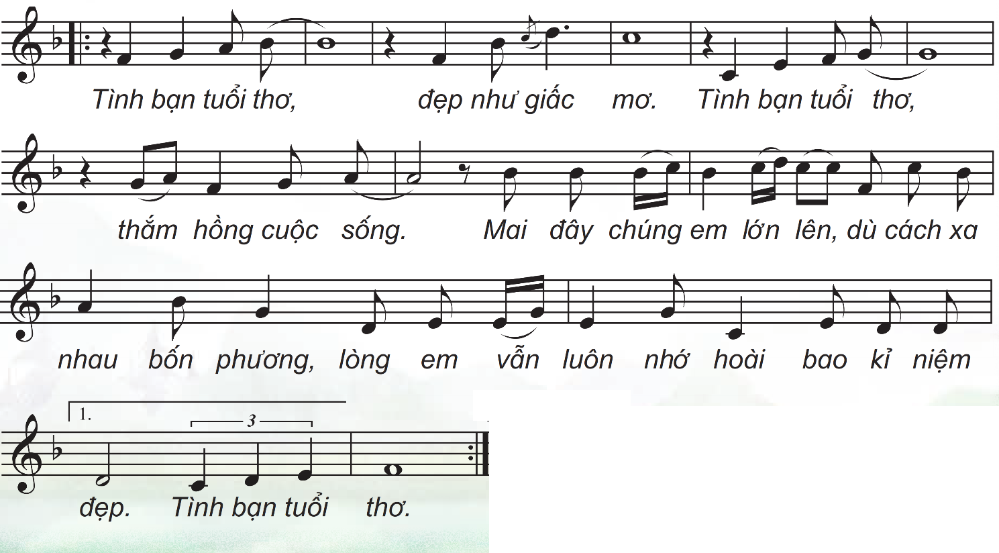 Tình bạn tuổi thơ, đẹp như giấc mơ. Tình bạn tuổi thơ,
thắm hồng cuộc sống. Mai đây chúng em lớn lên, dù cách xa
nhau bốn phương, lòng em vẫn luôn nhớ hoài bao kỉ niệm
1.
3
đẹp. Tình bạn tuổi thơ.